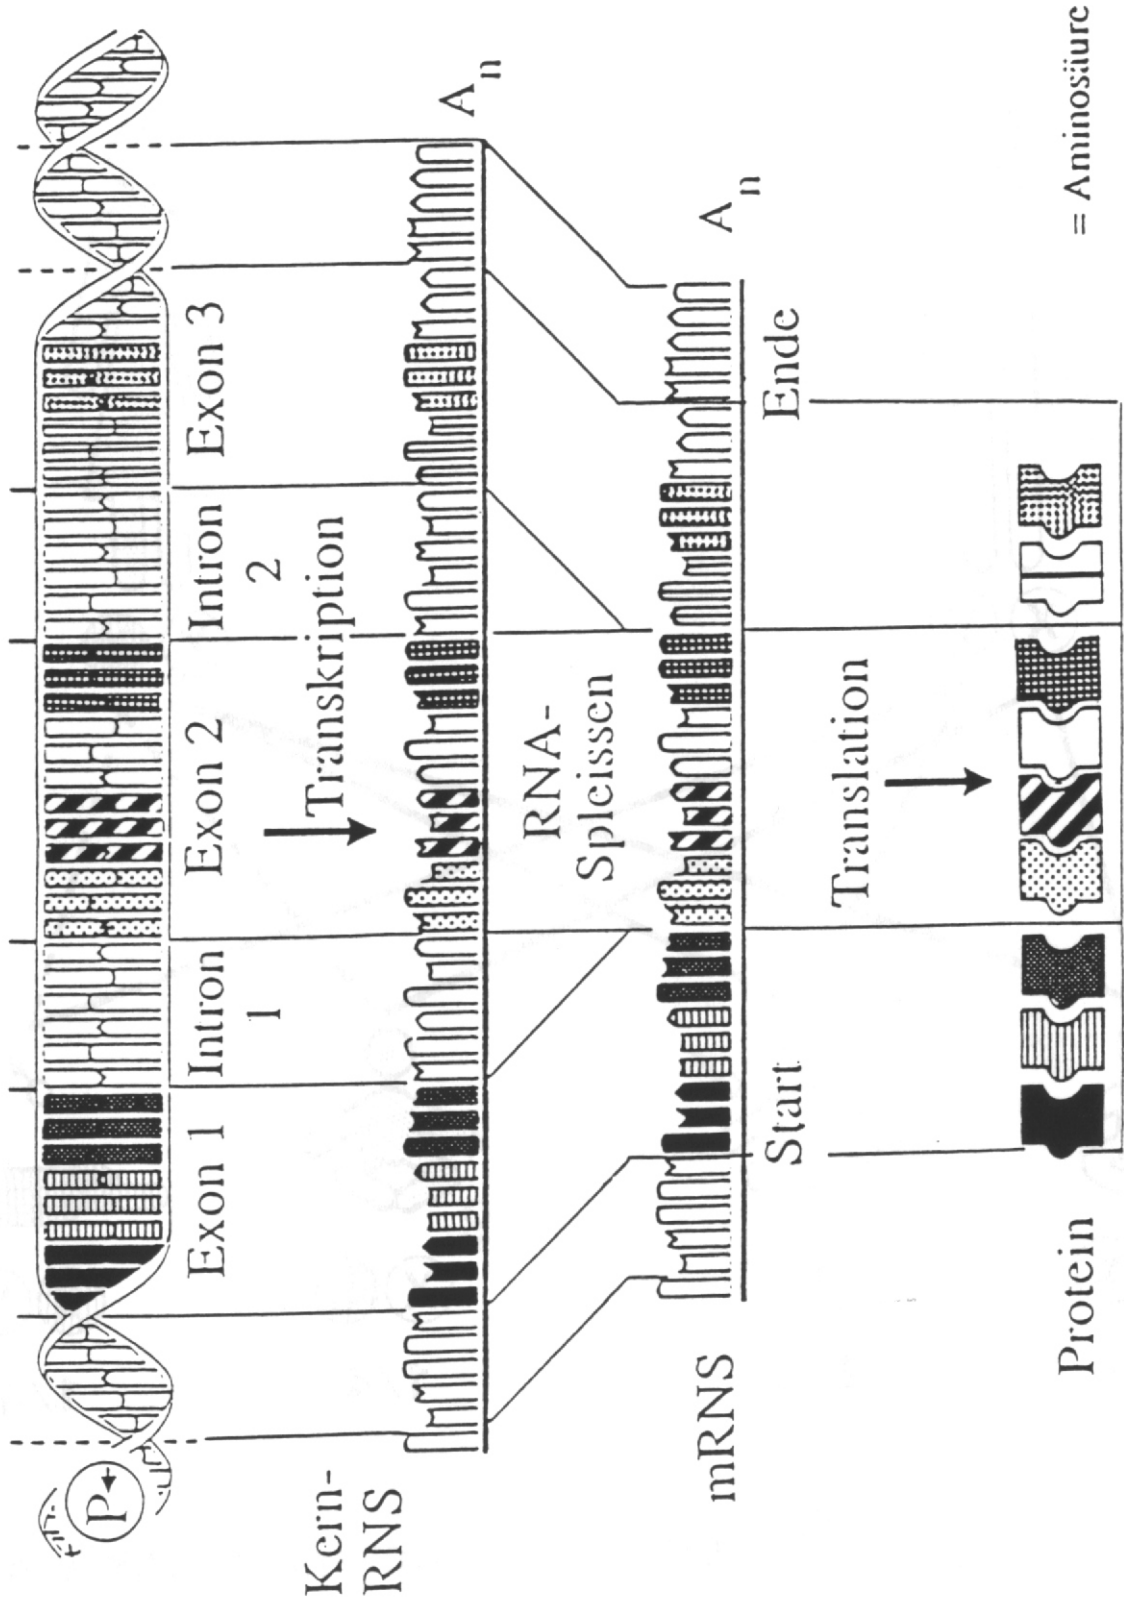 P
Exon 1
Intron
1
Exon 2
Intron
2
Exon 3
Transkription
Kern-
RNS
A n
RNA-
Spleissen
mRNS
A n
Start
Ende
Translation
Protein
= Aminosäure